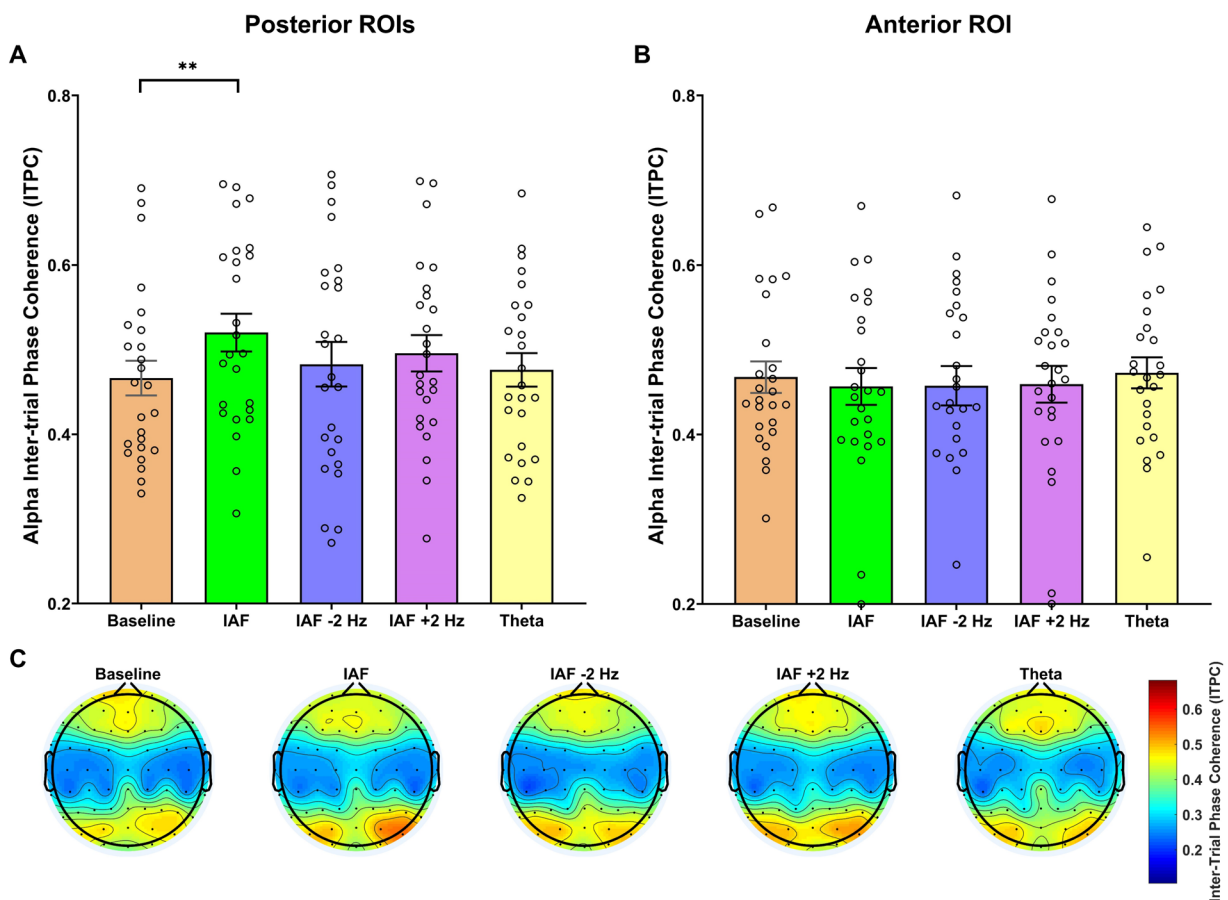 Posterior ROIs
Anterior ROI
A
B
**
Alpha Inter-trial Phase Coherence (ITPC)
0.8
0.6
0.4
0.2
Baseline
IAF
IAF -2 Hz
IAF +2 Hz
Theta
Alpha Inter-trial Phase Coherence (ITPC)
0.8
0.6
0.4
0.2
Baseline
IAF
IAF -2 Hz
IAF +2 Hz
Theta
C
Baseline
IAF
IAF -2 Hz
IAF +2 Hz
Theta
0.6
0.5
0.4
0.3
0.2
Inter-Trial Phase Coherence (ITPC)